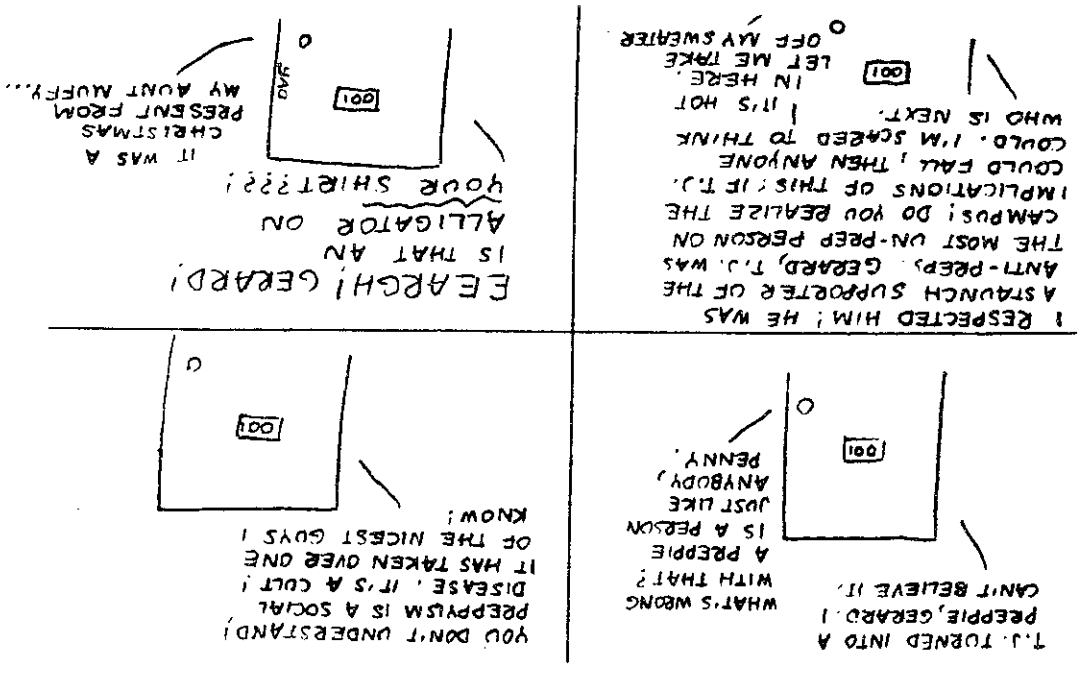 T.J. TURNED INTO A
PREPPIE, GERARD. I
CAN'T BELIEVE IT.
WHAT'S WRONG
WITH THAT?
A PREPPIE
IS A PERSON
JUST LIKE
ANYBODY,
PENNY.
100
YOU DON'T UNDERSTAND!
PREPPYISM IS A SOCIAL
DISEASE. IT'S A CULT!
IT HAS TAKEN OVER ONE
OF THE NICEST GUYS I
KNOW!
100
I RESPECTED HIM! HE WAS
A STAUNCH SUPPORTER OF THE
ANTI-PREPS. GERARD, T.J. WAS
THE MOST UN-PREP PERSON ON
CAMPUS! DO YOU REALIZE THE
IMPLICATIONS OF THIS! IF T.J.
COULD FALL, THEN ANYONE
COULD. I'M SCARED TO THINK
WHO IS NEXT.
IT'S HOT
IN HERE.
LET ME TAKE
OFF MY SWEATER
100
EEARGH! GERARD!
IS THAT AN
ALLIGATOR ON
YOUR SHIRT???!
IT WAS A
CHRISTMAS
PRESENT FROM
MY AUNT MUFFY...
100